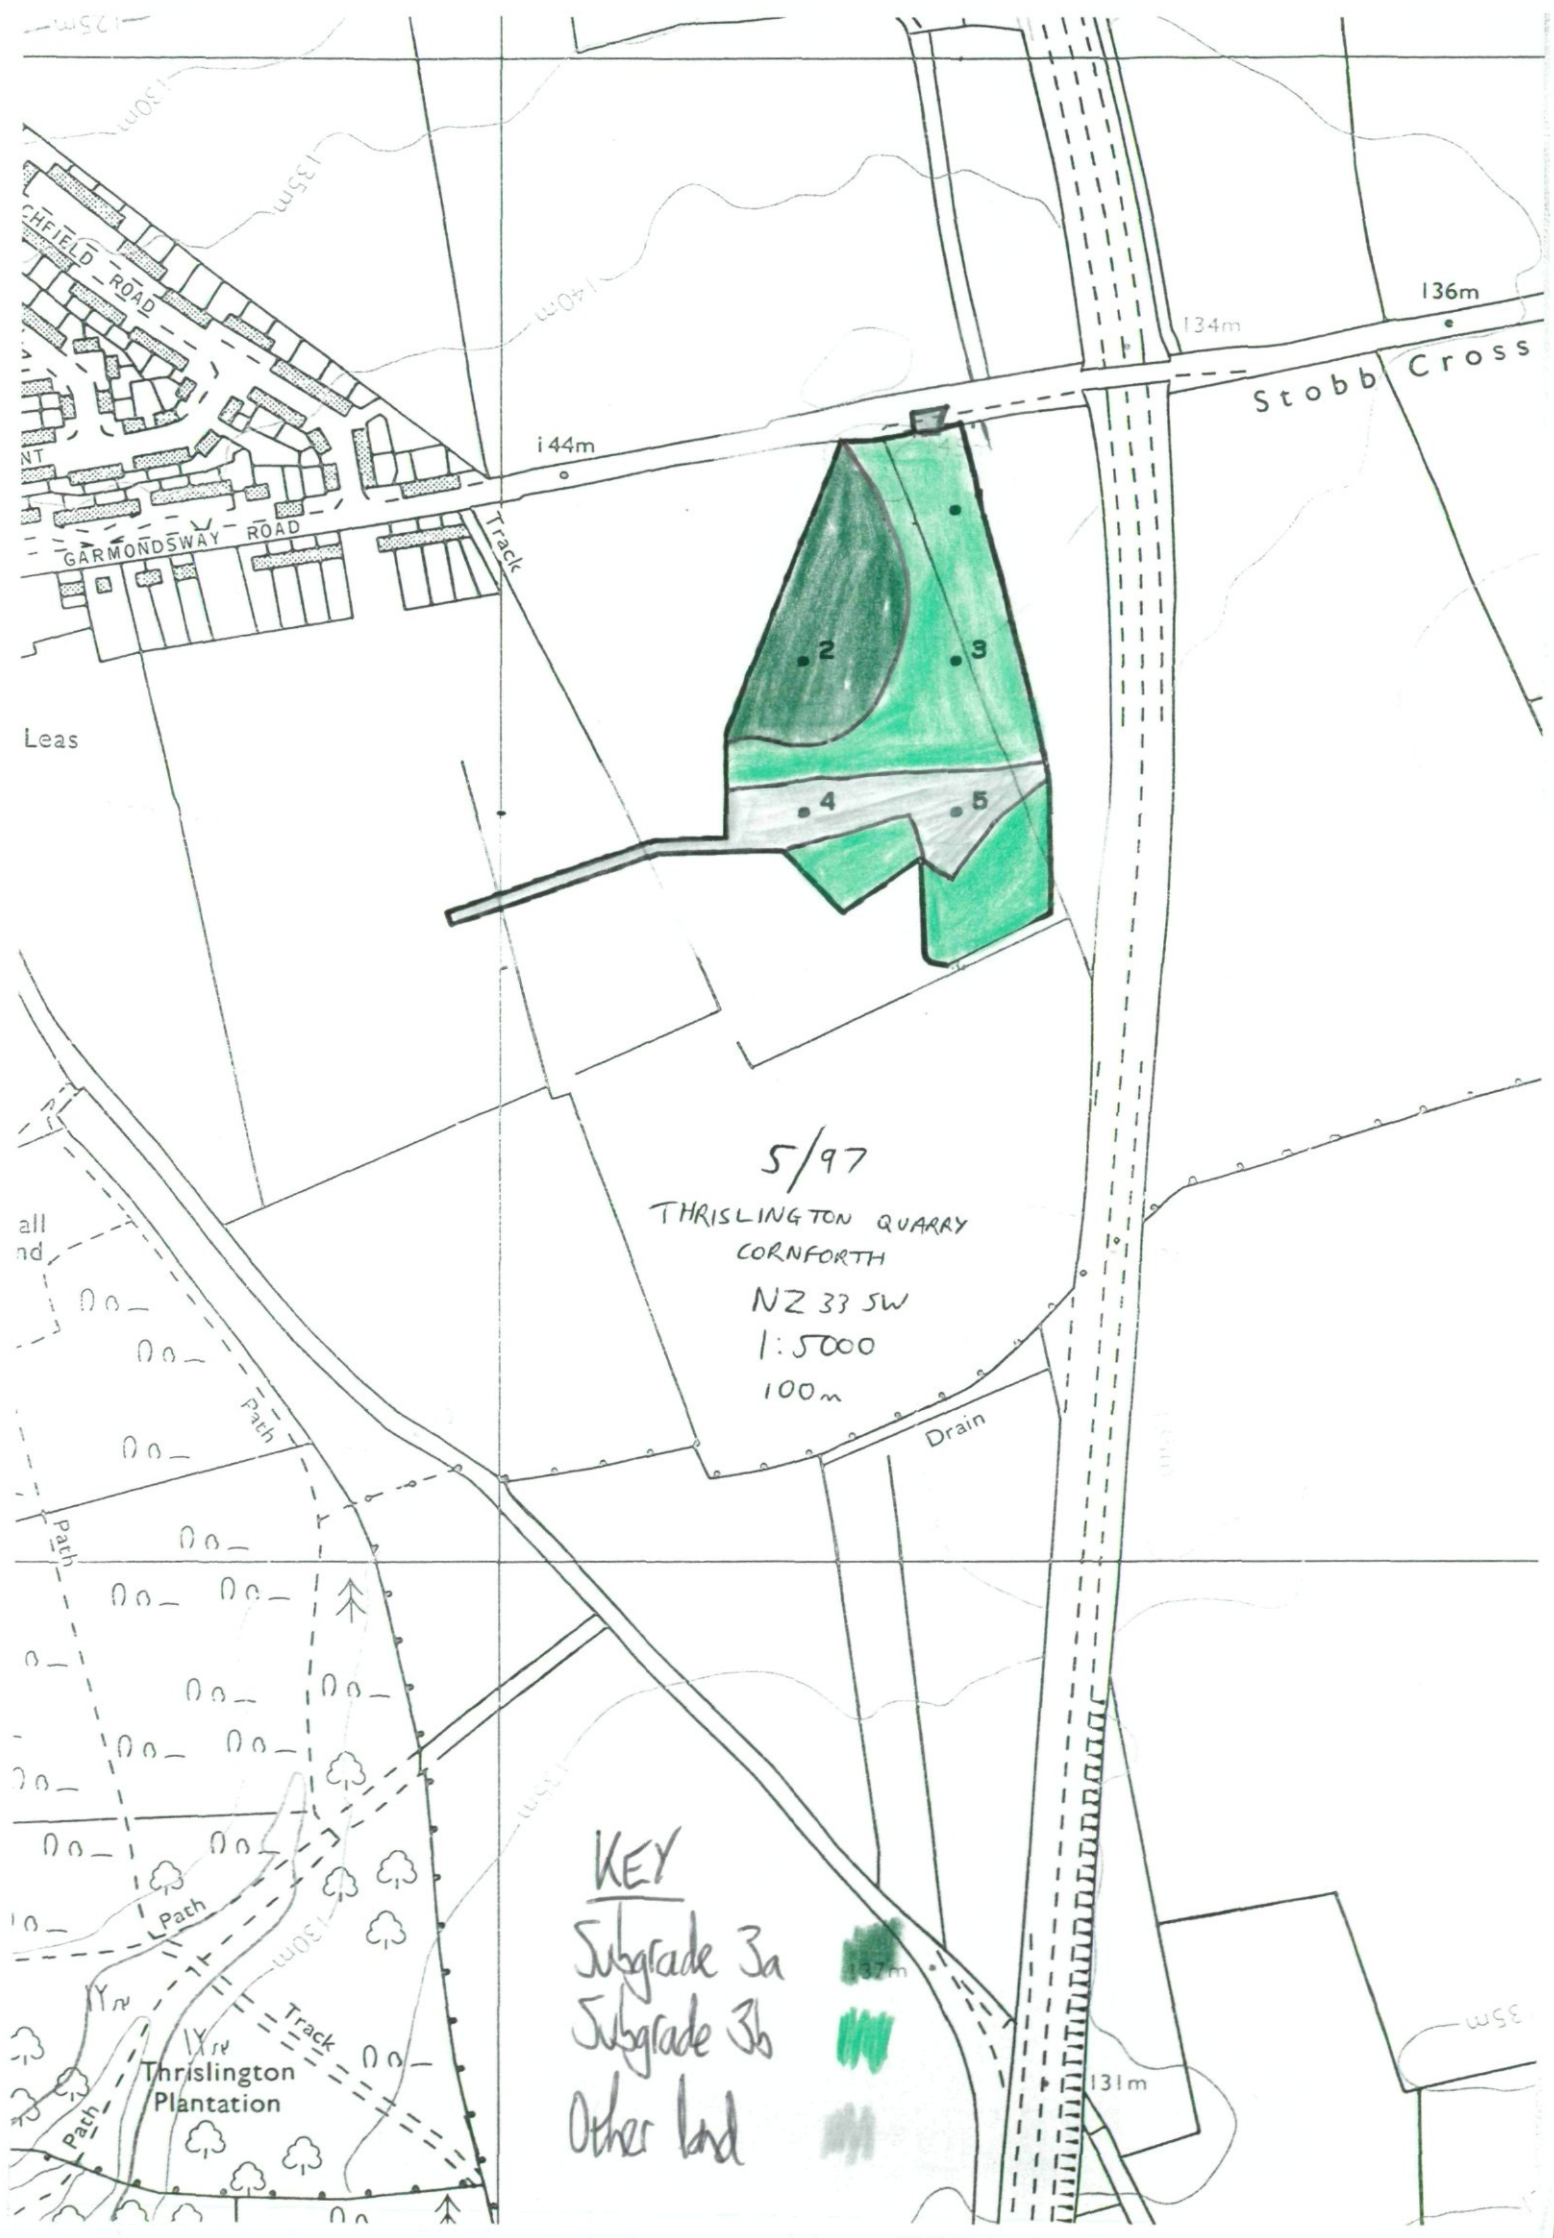 125m
130m
135m
140m
CHFIELD ROAD
136m
134m
Stobb Cross
144m
NT
GARMONDSWAY ROAD
Track
2
3
Leas
4
5
5/97
THRISLINGTON QUARRY
CORNFORTH
NZ 33 SW
1:5000
100m
all
nd
Path
Drain
Path
135m
KEY
Subgrade 3a
137m
Subgrade 3b
Other land
Path
130m
Track
Thrislington
Plantation
Path
131m
35m